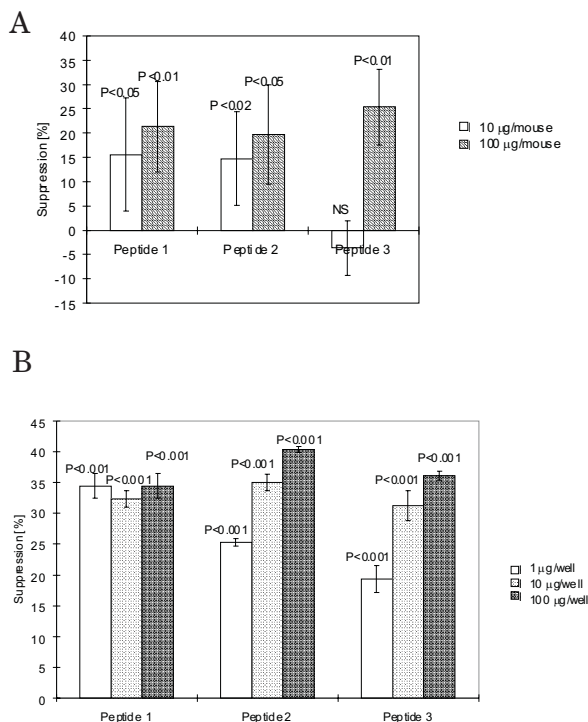 A
40
35
30
25
20
15
10
5
0
-5
-10
-15
Suppression [%]
P<0.05
P<0.01
P<0.02
P<0.05
NS
P<0.01
Peptide 1
Peptide 2
Peptide 3
10 µg/mouse
100 µg/mouse
B
45
40
35
30
25
20
15
10
5
0
Suppression [%]
P<0.001
P<0.001
P<0.001
P<0.001
P<0.001
P<0.001
P<0.001
P<0.001
P<0.001
Peptide 1
Peptide 2
Peptide 3
1 µg/well
10 µg/well
100 µg/well